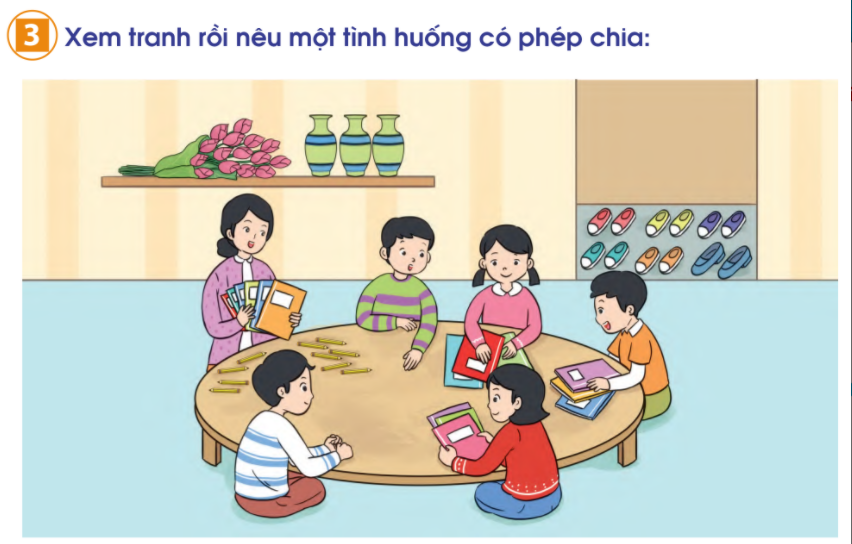 3 Xem tranh rồi nêu một tình huống có phép chia: